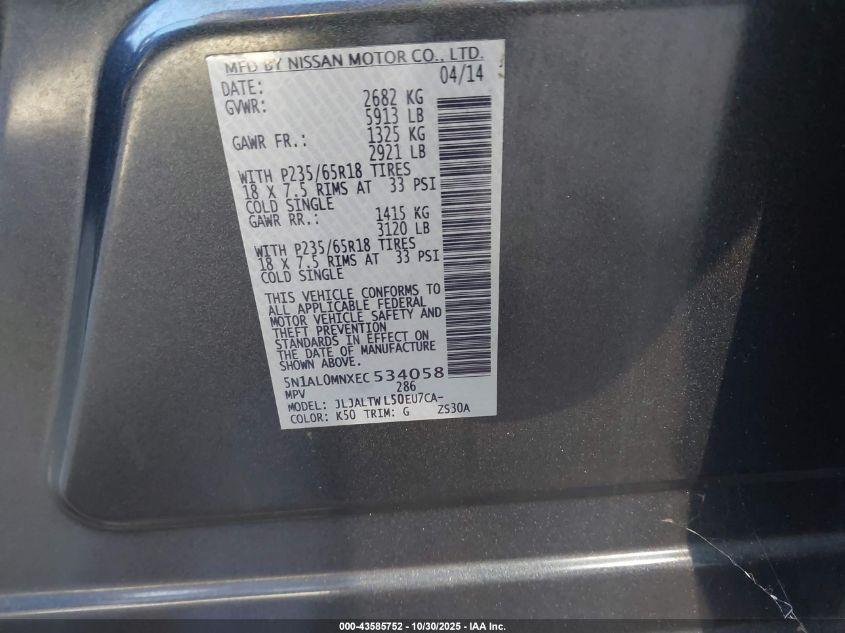 MFD BY NISSAN MOTOR CO., LTD.
DATE: 04/14
GVWR: 2682 KG
5913 LB
GAWR FR.: 1325 KG
2921 LB
WITH P235/65R18 TIRES
18 X 7.5 RIMS AT 33 PSI
COLD SINGLE
GAWR RR.: 1415 KG
3120 LB
WITH P235/65R18 TIRES
18 X 7.5 RIMS AT 33 PSI
COLD SINGLE
THIS VEHICLE CONFORMS TO
ALL APPLICABLE FEDERAL
MOTOR VEHICLE SAFETY AND
THEFT PREVENTION
STANDARDS IN EFFECT ON
THE DATE OF MANUFACTURE
SHOWN ABOVE.
5N1AL0MNXEC534058
MPV 286
MODEL: JLJALTWL50EU7CA-
COLOR: K50 TRIM: G ZS30A
000-43585752 - 10/30/2025 - IAA Inc.